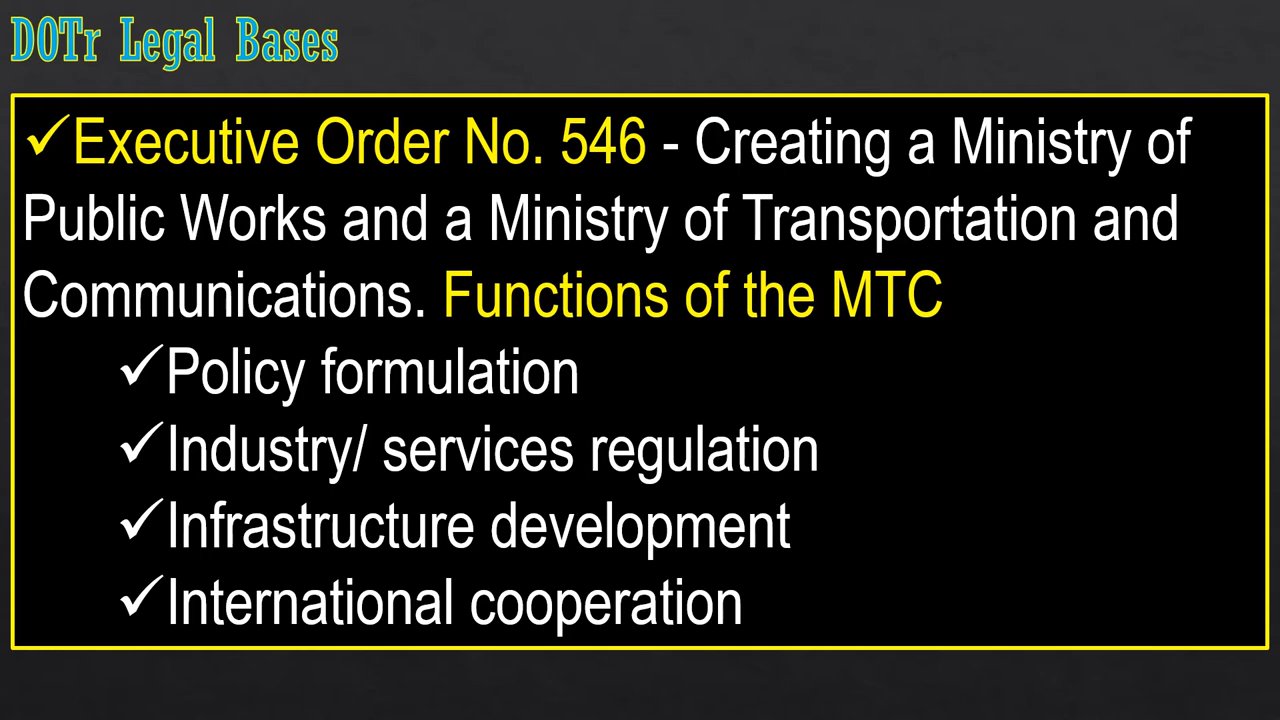 DOTr Legal Bases
✓Executive Order No. 546 - Creating a Ministry of
Public Works and a Ministry of Transportation and
Communications. Functions of the MTC
✓Policy formulation
✓Industry/ services regulation
✓Infrastructure development
✓International cooperation